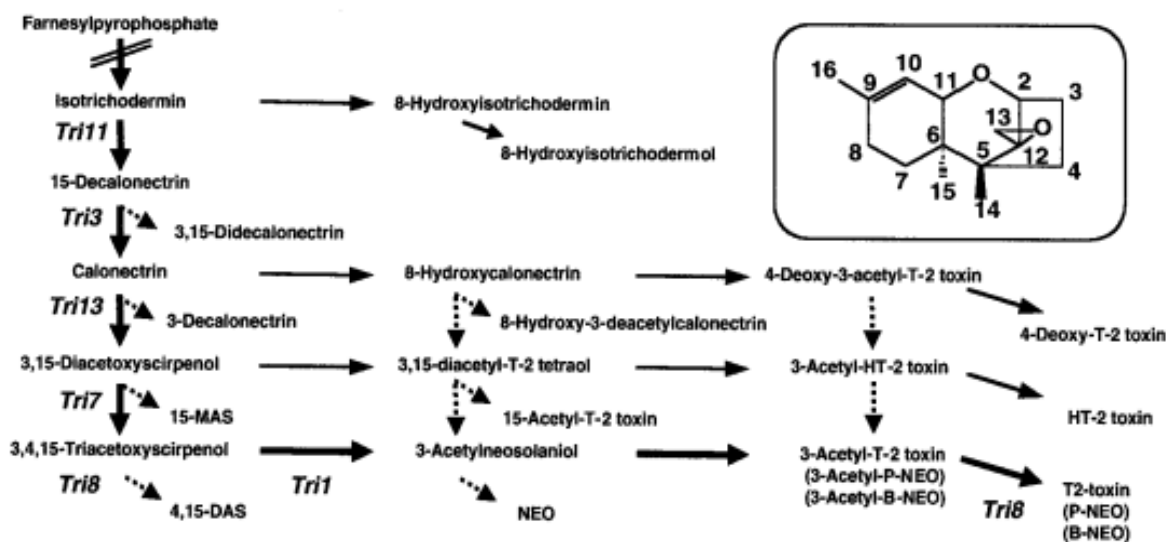 Farnesylpyrophosphate
Isotrichodermin
8-Hydroxyisotrichodermin
Tri11
8-Hydroxyisotrichodermol
15-Decalonectrin
Tri3
3,15-Didecalonectrin
Calonectrin
8-Hydroxycalonectrin
4-Deoxy-3-acetyl-T-2 toxin
Tri13
3-Decalonectrin
8-Hydroxy-3-deacetylcalonectrin
4-Deoxy-T-2 toxin
3,15-Diacetoxyscirpenol
3,15-diacetyl-T-2 tetraol
3-Acetyl-HT-2 toxin
Tri7
15-MAS
15-Acetyl-T-2 toxin
HT-2 toxin
3,4,15-Triacetoxyscirpenol
3-Acetylneosolaniol
3-Acetyl-T-2 toxin
(3-Acetyl-P-NEO)
(3-Acetyl-B-NEO)
Tri8
Tri1
4,15-DAS
NEO
Tri8
T2-toxin
(P-NEO)
(B-NEO)
16
9
10
11
O
2
3
13
O
6
8
7
5
12
4
15
14